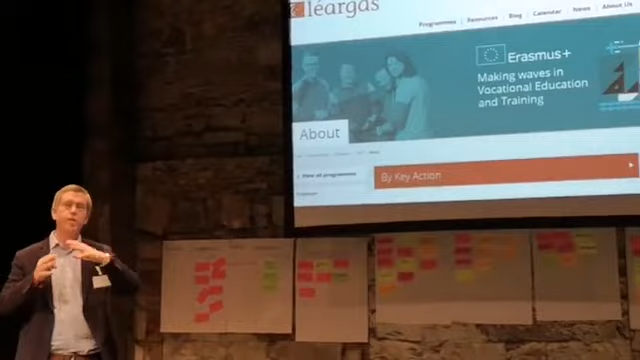 léargas
Programmes | Resources | Blog | Calendar | News | About Us
Erasmus+
Making waves in
Vocational Education
and Training
About
View all programmes
By Key Action